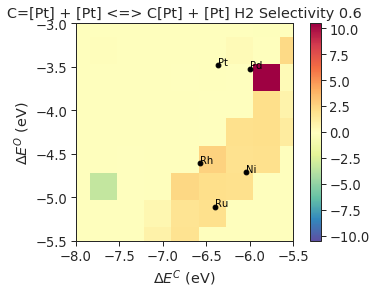 C=[Pt] + [Pt] <=> C[Pt] + [Pt] H2 Selectivity 0.6
−3.0
−3.5
−4.0
−4.5
−5.0
−5.5
ΔE^O (eV)
Pt
Pd
Rh
Ni
Ru
−8.0
−7.5
−7.0
−6.5
−6.0
−5.5
ΔE^C (eV)
10.0
7.5
5.0
2.5
0.0
−2.5
−5.0
−7.5
−10.0